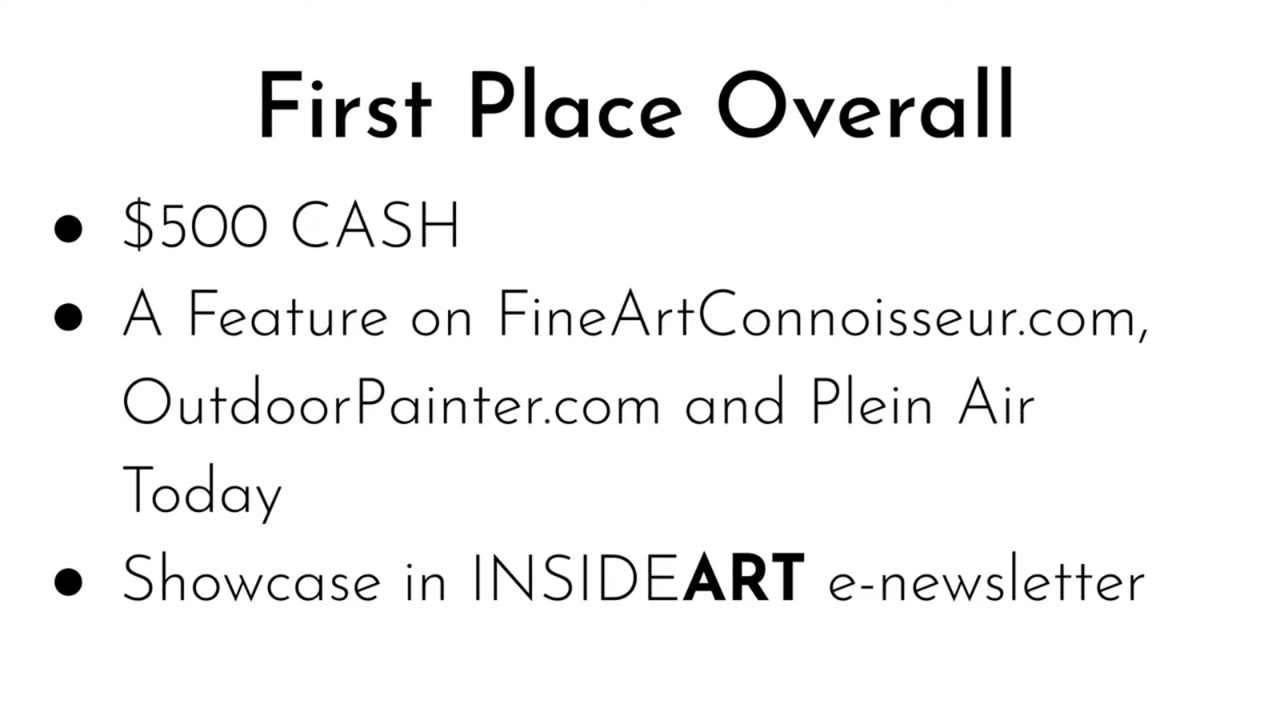 First Place Overall
● $500 CASH
● A Feature on FineArtConnoisseur.com,
OutdoorPainter.com and Plein Air
Today
● Showcase in INSIDEART e-newsletter